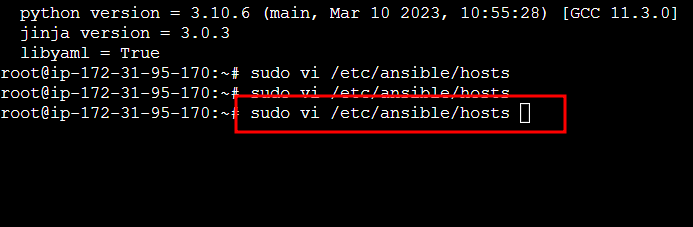 python version = 3.10.6 (main, Mar 10 2023, 10:55:28) [GCC 11.3.0]
jinja version = 3.0.3
libyaml = True
root@ip-172-31-95-170:~# sudo vi /etc/ansible/hosts
root@ip-172-31-95-170:~# sudo vi /etc/ansible/hosts
root@ip-172-31-95-170:~# sudo vi /etc/ansible/hosts